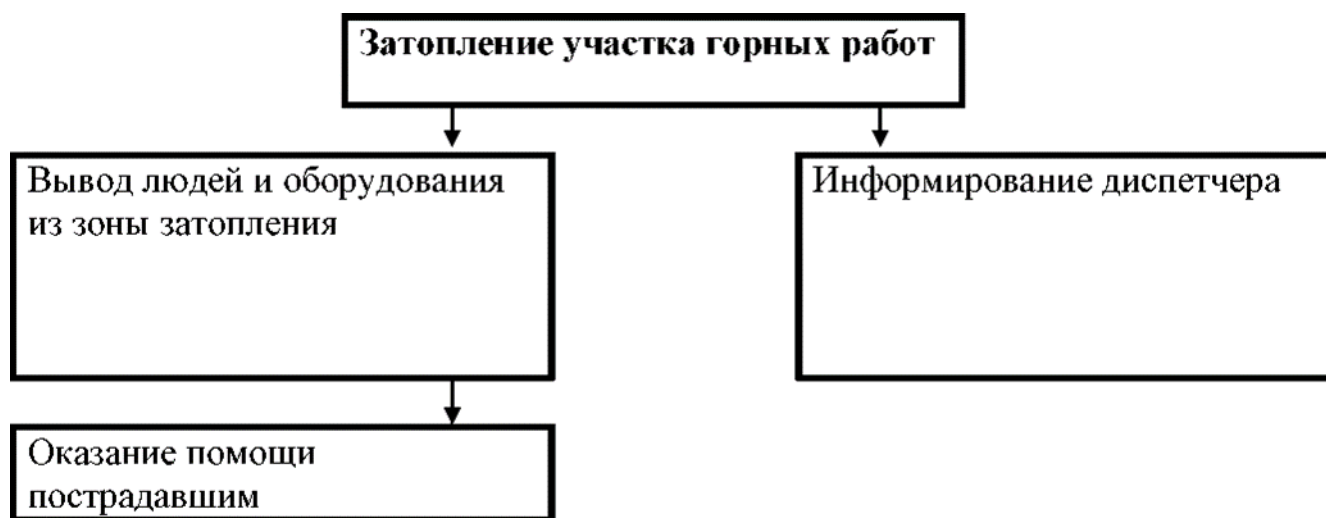 Затопление участка горных работ
Вывод людей и оборудования
из зоны затопления
Информирование диспетчера
Оказание помощи
пострадавшим